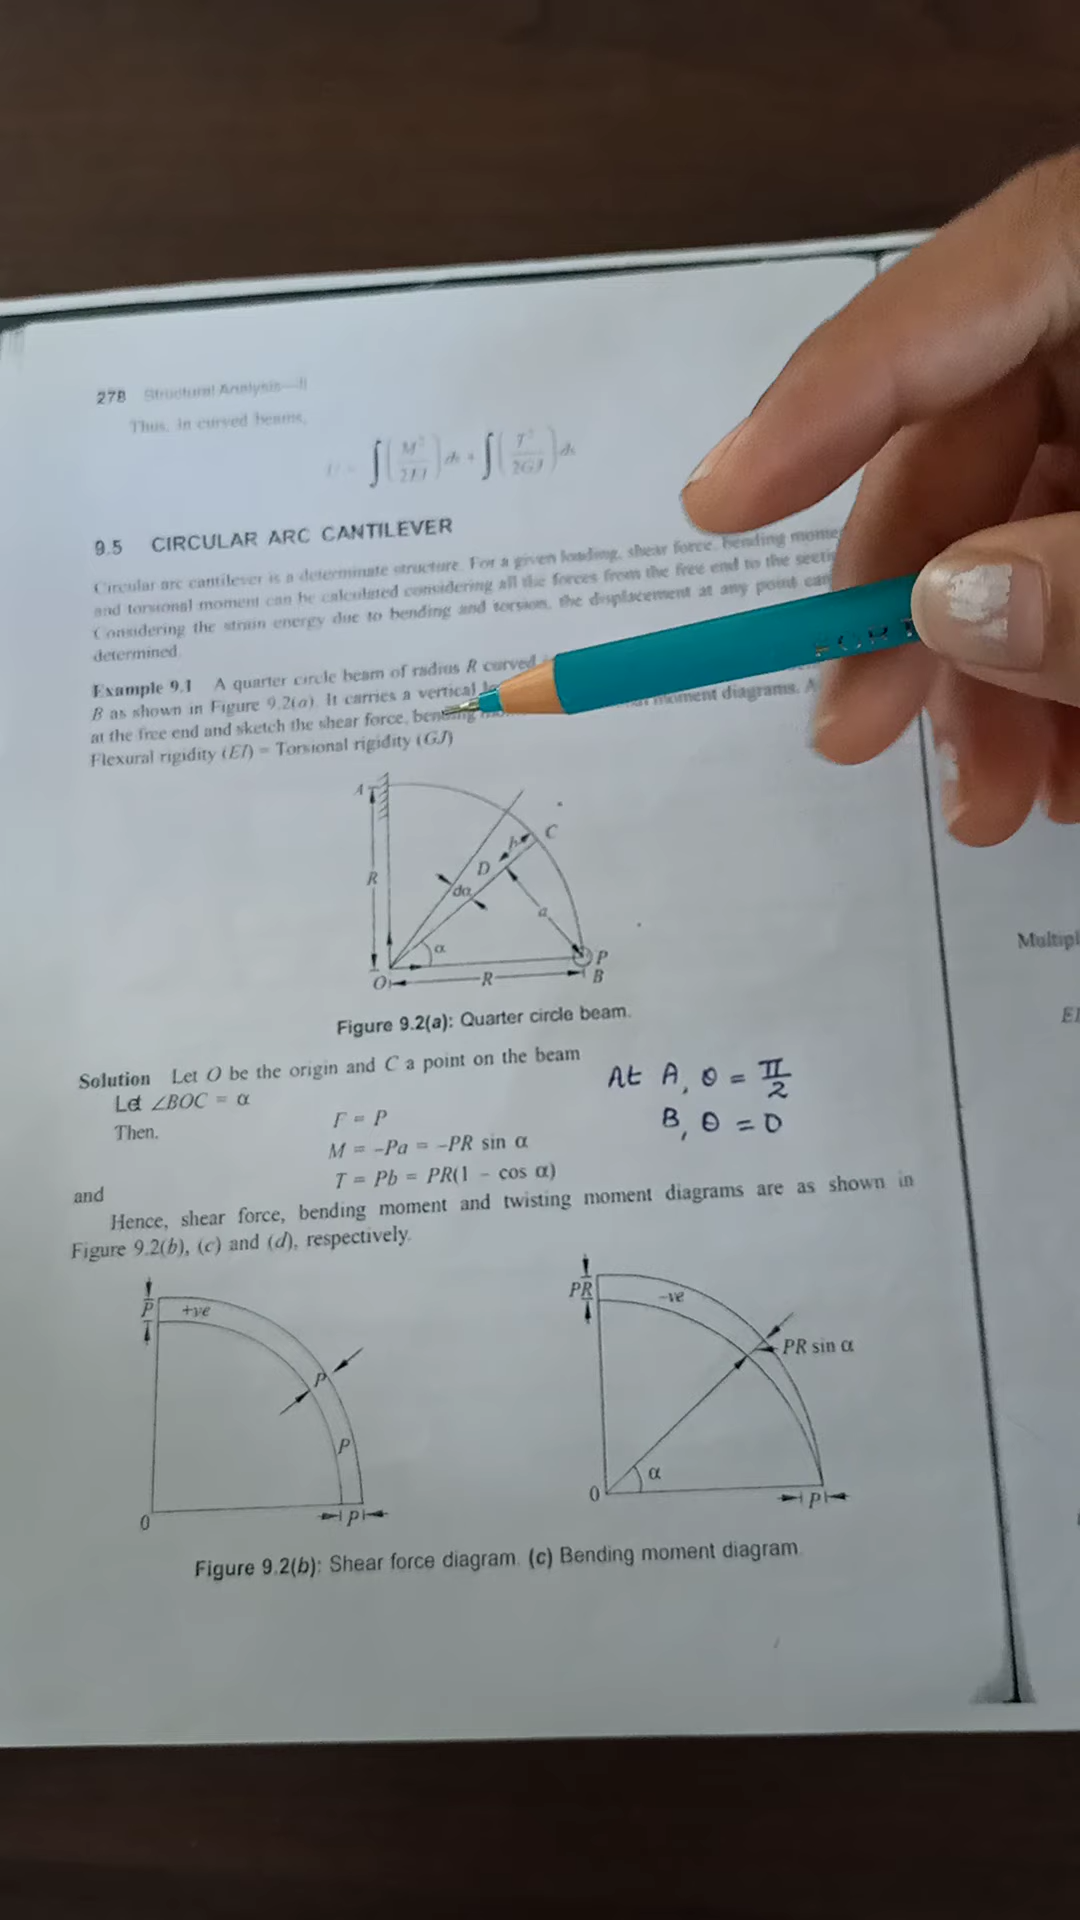 278 Structural Analysis—II
Thus, in curved beams,
U = ∫ ( M² / 2EI ) ds + ∫ ( T² / 2GJ ) ds
9.5 CIRCULAR ARC CANTILEVER
Circular arc cantilever is a determinate structure. For a given loading, shear force, bending mome
and torsional moment can be calculated considering all the forces from the free end to the secti
Considering the strain energy due to bending and torsion, the displacement at any point can
determined.
Example 9.1 A quarter circle beam of radius R curved
B as shown in Figure 9.2(a). It carries a vertical
at the free end and sketch the shear force, bending moment diagrams. A
Flexural rigidity (EI) = Torsional rigidity (GJ)
A
C
b
D
R
dα
a
α
P
O R B
Figure 9.2(a): Quarter circle beam.
Solution Let O be the origin and C a point on the beam
Let ∠BOC = α
At A, θ = π/2
B, θ = 0
Then,
F = P
M = –Pa = –PR sin α
and T = Pb = PR(1 – cos α)
Hence, shear force, bending moment and twisting moment diagrams are as shown in
Figure 9.2(b), (c) and (d), respectively.
P +ve
P
P
0 P
PR –ve
PR sin α
α
0 P
Figure 9.2(b): Shear force diagram. (c) Bending moment diagram.
Multipl
EI